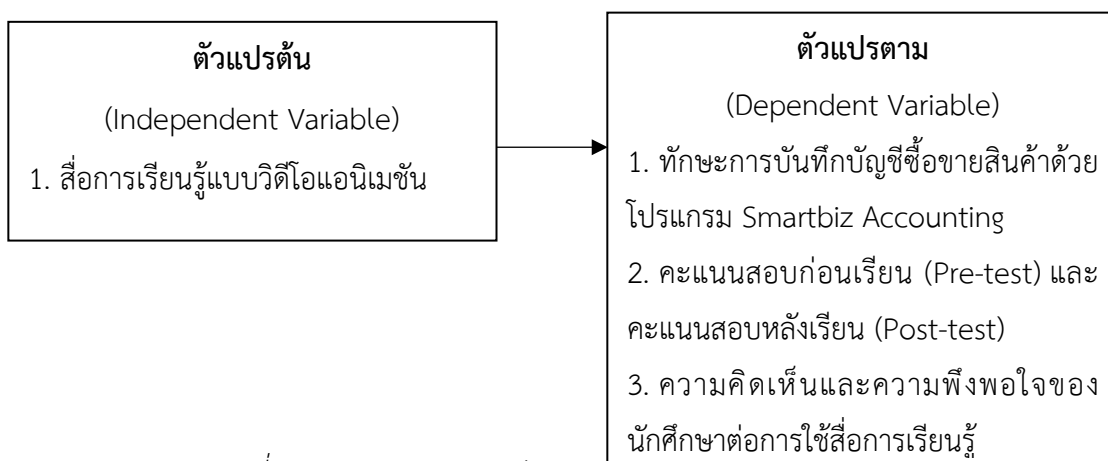 ตัวแปรต้น
(Independent Variable)
1. สื่อการเรียนรู้แบบวิดีโอแอนิเมชัน
ตัวแปรตาม
(Dependent Variable)
1. ทักษะการบันทึกบัญชีซื้อขายสินค้าด้วย
โปรแกรม Smartbiz Accounting
2. คะแนนสอบก่อนเรียน (Pre-test) และ
คะแนนสอบหลังเรียน (Post-test)
3. ความคิดเห็นและความพึงพอใจของ
นักศึกษาต่อการใช้สื่อการเรียนรู้